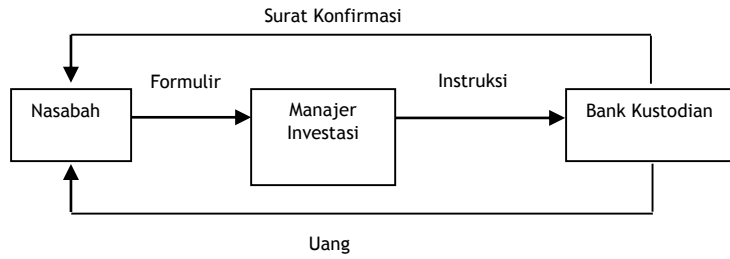 Surat Konfirmasi
Formulir
Instruksi
Nasabah
Manajer
Investasi
Bank Kustodian
Uang